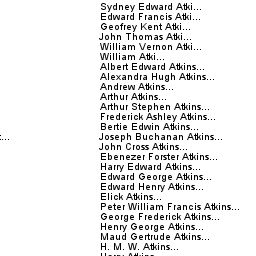 Sydney Edward Atki...
Edward Francis Atki...
Geofrey Kent Atki...
John Thomas Atki...
William Vernon Atki...
William Atki...
Albert Edward Atkins...
Alexandra Hugh Atkins...
Andrew Atkins...
Arthur Atkins...
Arthur Stephen Atkins...
Frederick Ashley Atkins...
Bertie Edwin Atkins...
Joseph Buchanan Atkins...
John Cross Atkins...
Ebenezer Forster Atkins...
Harry Edward Atkins...
Edward George Atkins...
Edward Henry Atkins...
Elick Atkins...
Peter William Francis Atkins...
George Frederick Atkins...
Henry George Atkins...
Maud Gertrude Atkins...
H. M. W. Atkins...